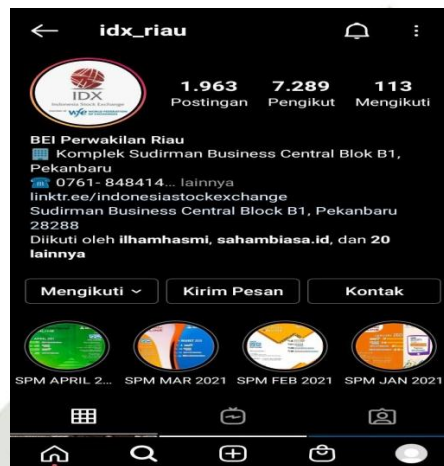 idx_riau
IDX
Indonesia Stock Exchange
1.963 7.289 113
Postingan Pengikut Mengikuti
BEI Perwakilan Riau
Komplek Sudirman Business Central Blok B1,
Pekanbaru
0761- 848414... lainnya
linktr.ee/indonesiastockexchange
Sudirman Business Central Block B1, Pekanbaru
28288
Diikuti oleh ilhamhasmi, sahambiasa.id, dan 20
lainnya
Mengikuti Kirim Pesan Kontak
SPM APRIL 2... SPM MAR 2021 SPM FEB 2021 SPM JAN 2021